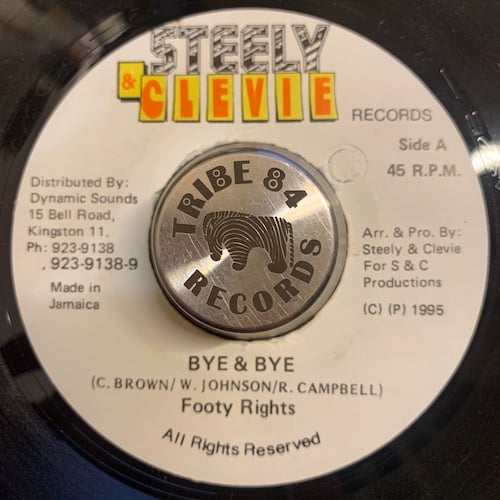 STEELY
& CLEVIE
RECORDS
Side A
45 R.P.M.
Distributed By:
Dynamic Sounds
15 Bell Road,
Kingston 11.
Ph: 923-9138
, 923-9138-9
Made in
Jamaica
TRIBE 84
RECORDS
Arr. & Pro. By:
Steely & Clevie
For S & C
Productions
(C) (P) 1995
BYE & BYE
(C. BROWN/ W. JOHNSON/R. CAMPBELL)
Footy Rights
All Rights Reserved